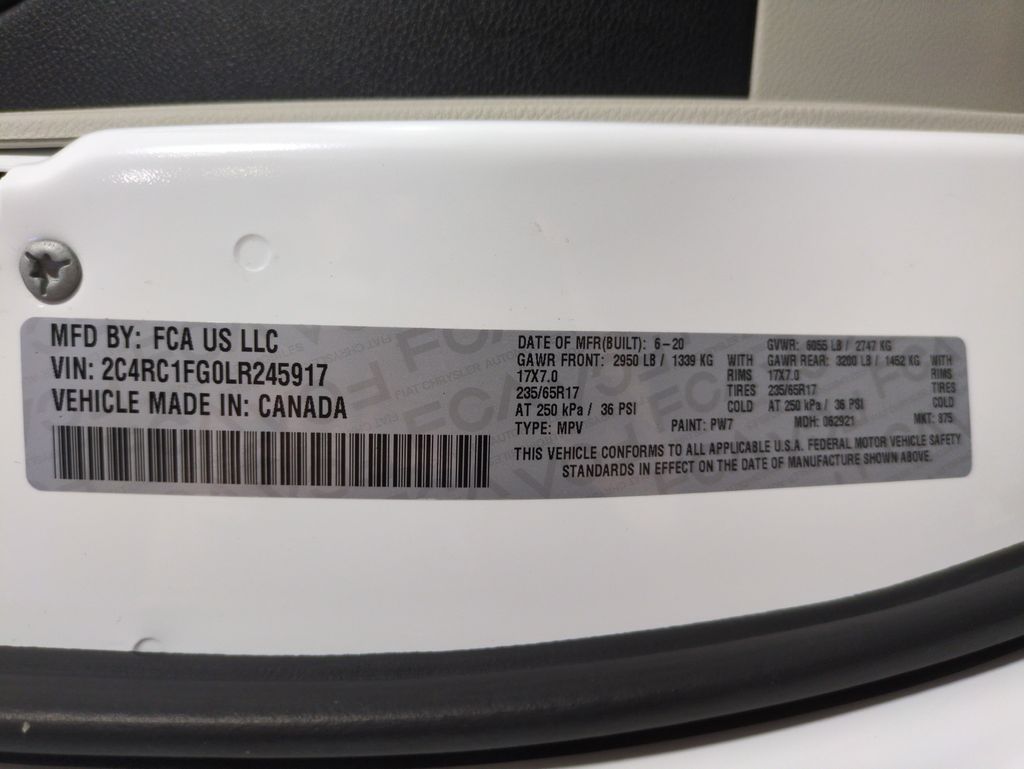 MFD BY: FCA US LLC
VIN: 2C4RC1FG0LR245917
VEHICLE MADE IN: CANADA
DATE OF MFR(BUILT): 6-20 GVWR: 6055 LB / 2747 KG
GAWR FRONT: 2950 LB / 1339 KG WITH GAWR REAR: 3200 LB / 1452 KG WITH
17X7.0 RIMS 17X7.0 RIMS
235/65R17 TIRES 235/65R17 TIRES
AT 250 kPa / 36 PSI COLD AT 250 kPa / 36 PSI COLD
TYPE: MPV PAINT: PW7 MDH: 062921 MKT: 975
THIS VEHICLE CONFORMS TO ALL APPLICABLE U.S.A. FEDERAL MOTOR VEHICLE SAFETY
STANDARDS IN EFFECT ON THE DATE OF MANUFACTURE SHOWN ABOVE.